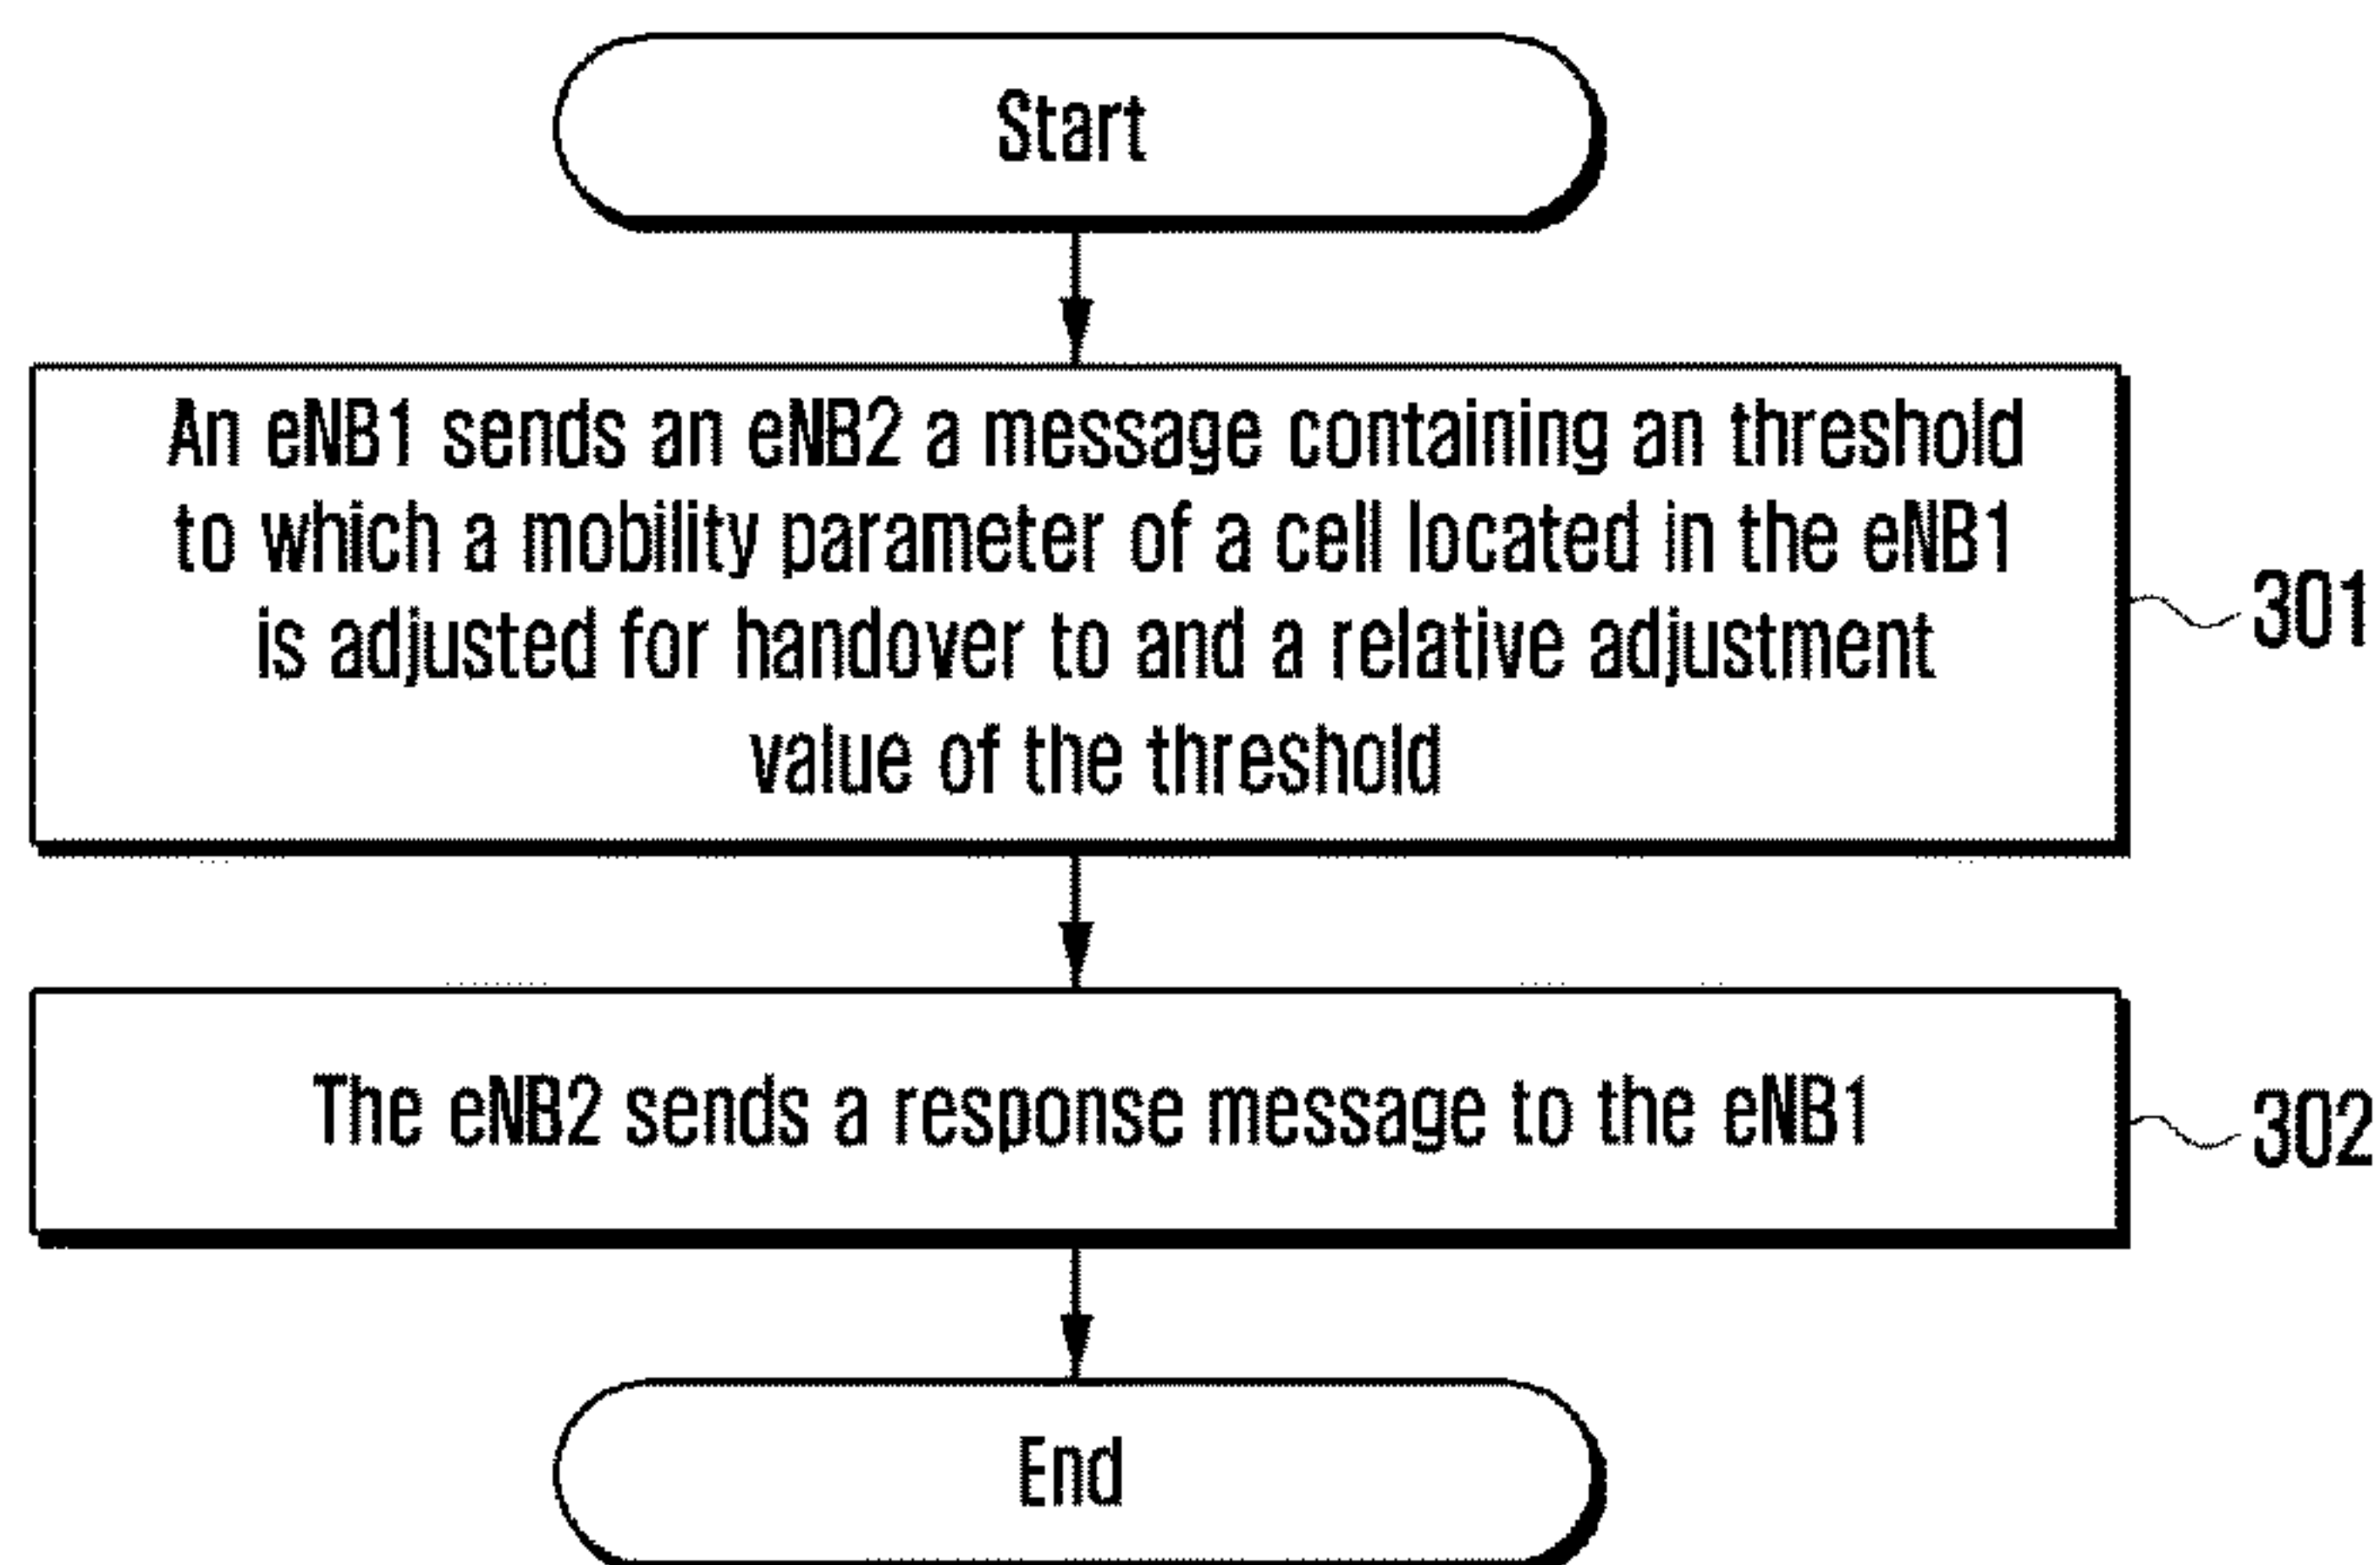 Start
An eNB1 sends an eNB2 a message containing an threshold
to which a mobility parameter of a cell located in the eNB1
is adjusted for handover to and a relative adjustment
value of the threshold
301
The eNB2 sends a response message to the eNB1
302
End